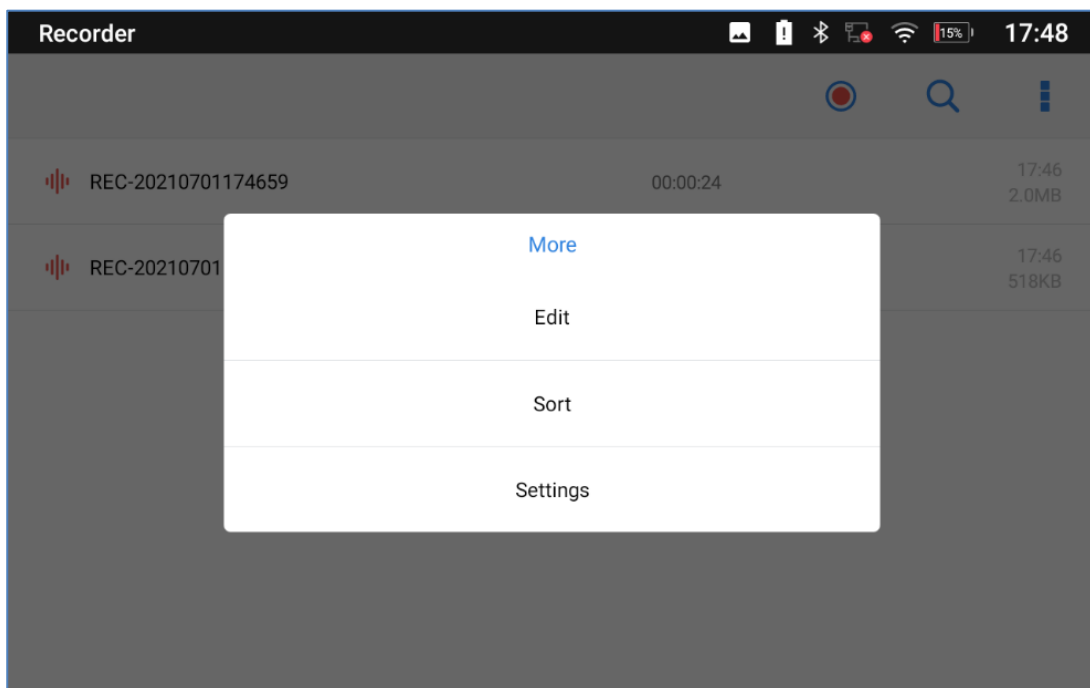 Recorder 15% 17:48
REC-20210701174659 00:00:24 17:46
2.0MB
REC-20210701 17:46
518KB
More
Edit
Sort
Settings